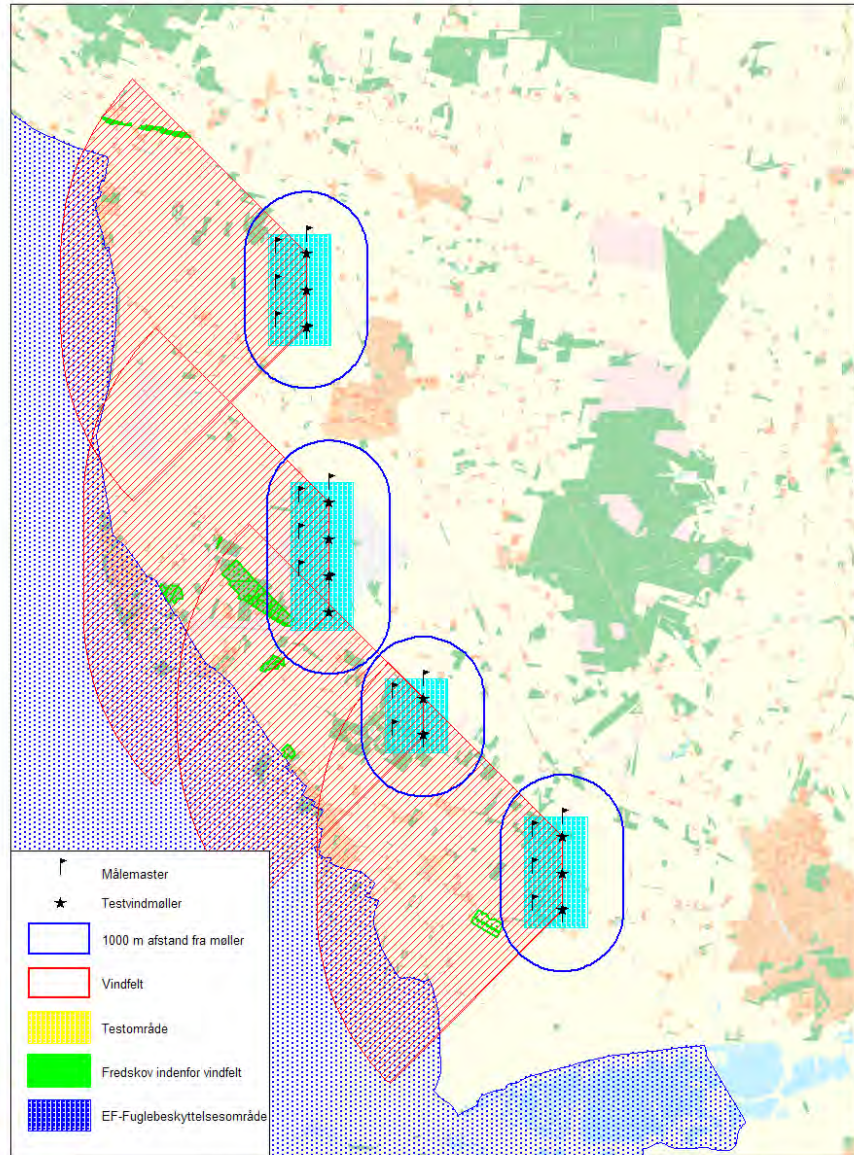 Målemaster
Testvindmøller
1000 m afstand fra møller
Vindfelt
Testområde
Fredskov indenfor vindfelt
EF-Fuglebeskyttelsesområde